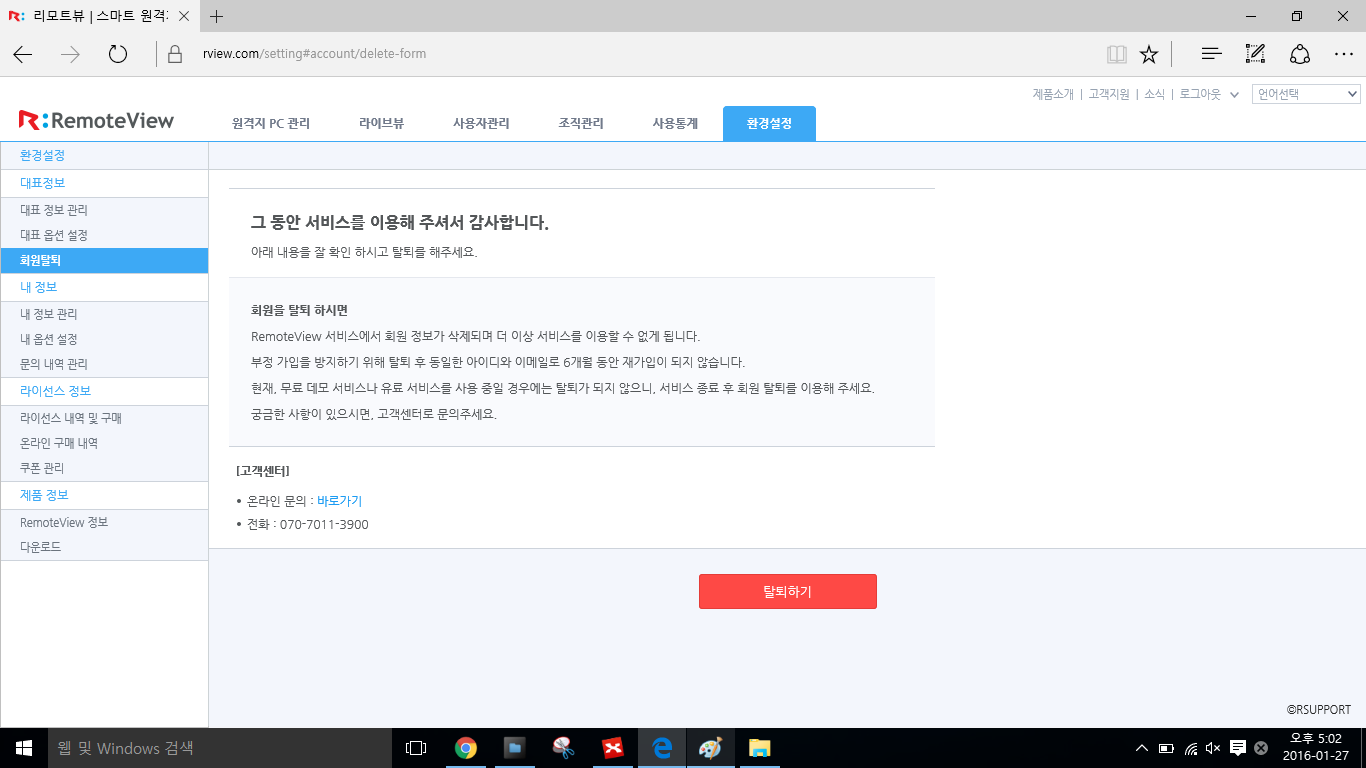 리모트뷰 | 스마트 원격
rview.com/setting#account/delete-form
제품소개 | 고객지원 | 소식 | 로그아웃 언어선택
RemoteView
원격지 PC 관리 라이브뷰 사용자관리 조직관리 사용통계 환경설정
환경설정
대표정보
대표 정보 관리
대표 옵션 설정
회원탈퇴
내 정보
내 정보 관리
내 옵션 설정
문의 내역 관리
라이선스 정보
라이선스 내역 및 구매
온라인 구매 내역
쿠폰 관리
제품 정보
RemoteView 정보
다운로드
그 동안 서비스를 이용해 주셔서 감사합니다.
아래 내용을 잘 확인 하시고 탈퇴를 해주세요.
회원을 탈퇴 하시면
RemoteView 서비스에서 회원 정보가 삭제되며 더 이상 서비스를 이용할 수 없게 됩니다.
부정 가입을 방지하기 위해 탈퇴 후 동일한 아이디와 이메일로 6개월 동안 재가입이 되지 않습니다.
현재, 무료 데모 서비스나 유료 서비스를 사용 중일 경우에는 탈퇴가 되지 않으니, 서비스 종료 후 회원 탈퇴를 이용해 주세요.
궁금한 사항이 있으시면, 고객센터로 문의주세요.
[고객센터]
• 온라인 문의 : 바로가기
• 전화 : 070-7011-3900
탈퇴하기
©RSUPPORT
웹 및 Windows 검색
오후 5:02
2016-01-27